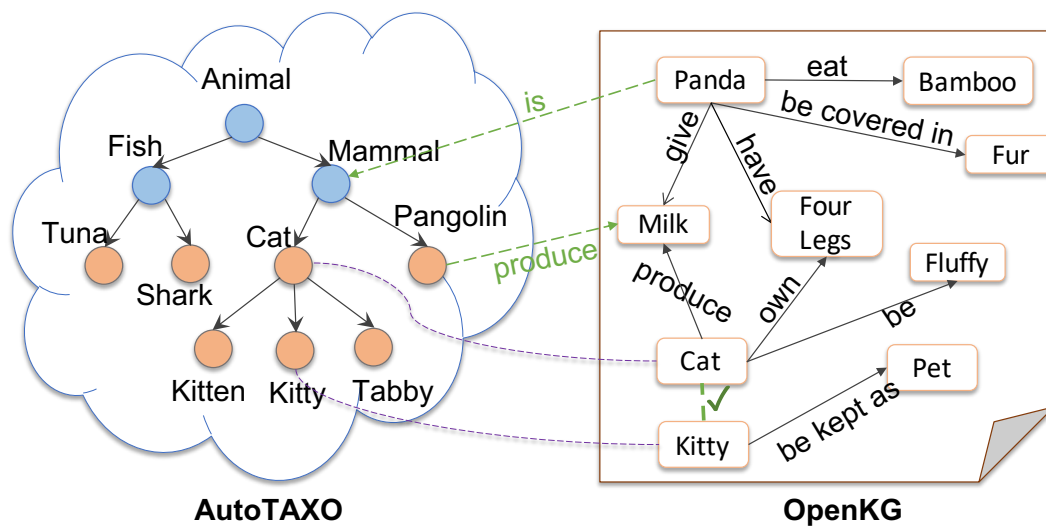 Animal
Fish
Mammal
Tuna
Shark
Cat
Pangolin
Kitten
Kitty
Tabby
AutoTAXO
is
produce
Panda
eat
Bamboo
be covered in
Fur
give
have
Milk
Four
Legs
produce
own
Fluffy
be
Cat
Pet
be kept as
Kitty
OpenKG